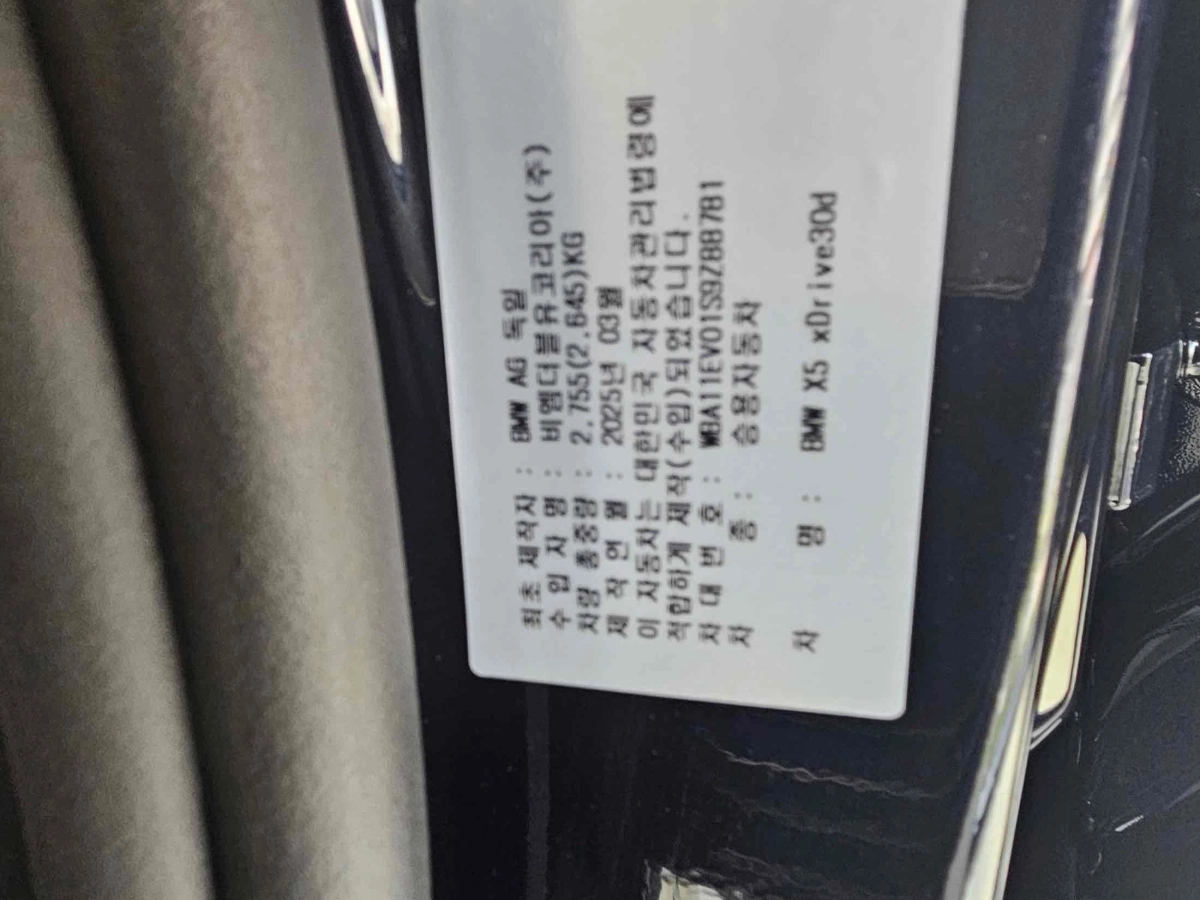 최초 제작자 : BMW AG 독일
수 입 자 명 : 비엠더블유코리아(주)
차량 총중량 : 2.755(2.645)KG
제 작 연 월 : 2025년 03월
이 자동차는 대한민국 자동차관리법령에
적합하게 제작(수입)되었습니다.
차 대 번 호 : WBA11EV01S9Z88781
차 종 : 승용자동차
차 명 : BMW X5 xDrive30d